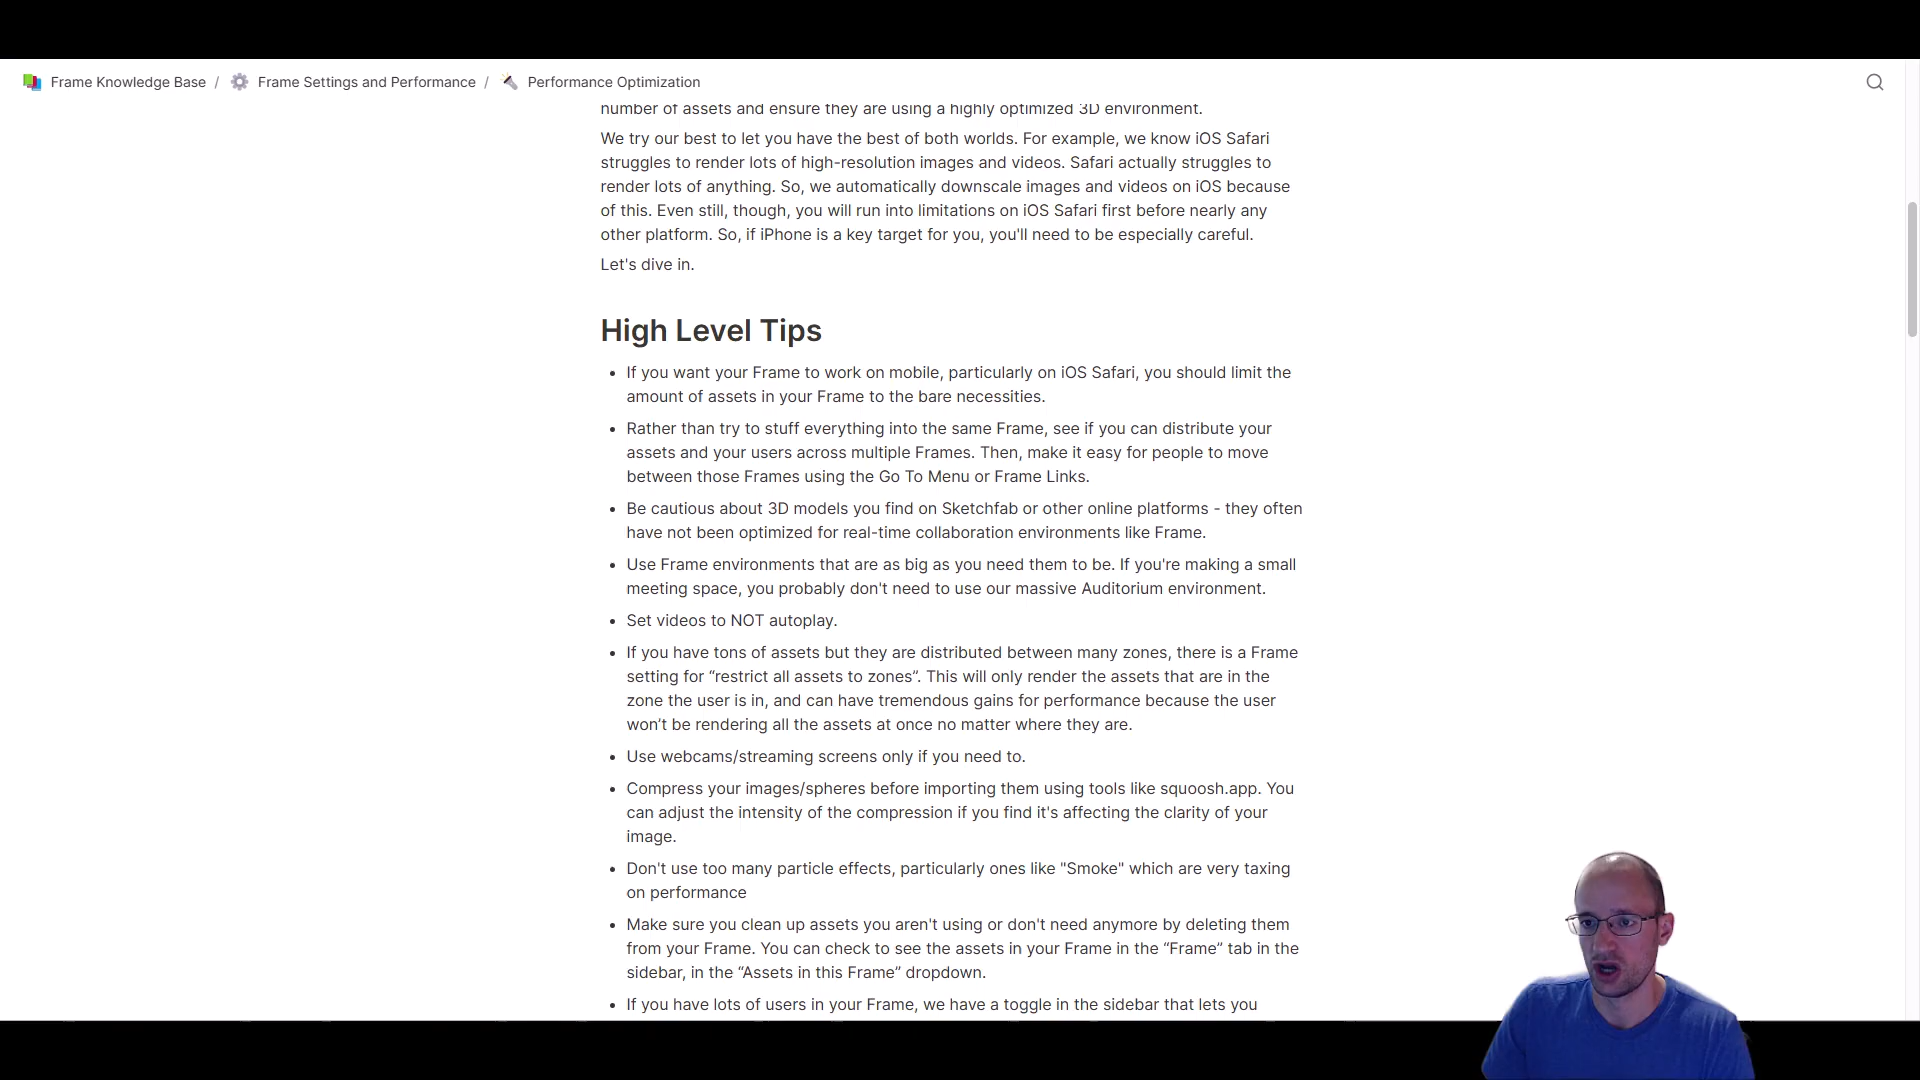 Frame Knowledge Base / Frame Settings and Performance / Performance Optimization
number of assets and ensure they are using a highly optimized 3D environment.
We try our best to let you have the best of both worlds. For example, we know iOS Safari
struggles to render lots of high-resolution images and videos. Safari actually struggles to
render lots of anything. So, we automatically downscale images and videos on iOS because
of this. Even still, though, you will run into limitations on iOS Safari first before nearly any
other platform. So, if iPhone is a key target for you, you'll need to be especially careful.
Let's dive in.
High Level Tips
• If you want your Frame to work on mobile, particularly on iOS Safari, you should limit the
amount of assets in your Frame to the bare necessities.
• Rather than try to stuff everything into the same Frame, see if you can distribute your
assets and your users across multiple Frames. Then, make it easy for people to move
between those Frames using the Go To Menu or Frame Links.
• Be cautious about 3D models you find on Sketchfab or other online platforms - they often
have not been optimized for real-time collaboration environments like Frame.
• Use Frame environments that are as big as you need them to be. If you're making a small
meeting space, you probably don't need to use our massive Auditorium environment.
• Set videos to NOT autoplay.
• If you have tons of assets but they are distributed between many zones, there is a Frame
setting for “restrict all assets to zones”. This will only render the assets that are in the
zone the user is in, and can have tremendous gains for performance because the user
won’t be rendering all the assets at once no matter where they are.
• Use webcams/streaming screens only if you need to.
• Compress your images/spheres before importing them using tools like squoosh.app. You
can adjust the intensity of the compression if you find it's affecting the clarity of your
image.
• Don't use too many particle effects, particularly ones like "Smoke" which are very taxing
on performance
• Make sure you clean up assets you aren't using or don't need anymore by deleting them
from your Frame. You can check to see the assets in your Frame in the “Frame” tab in the
sidebar, in the “Assets in this Frame” dropdown.
• If you have lots of users in your Frame, we have a toggle in the sidebar that lets you